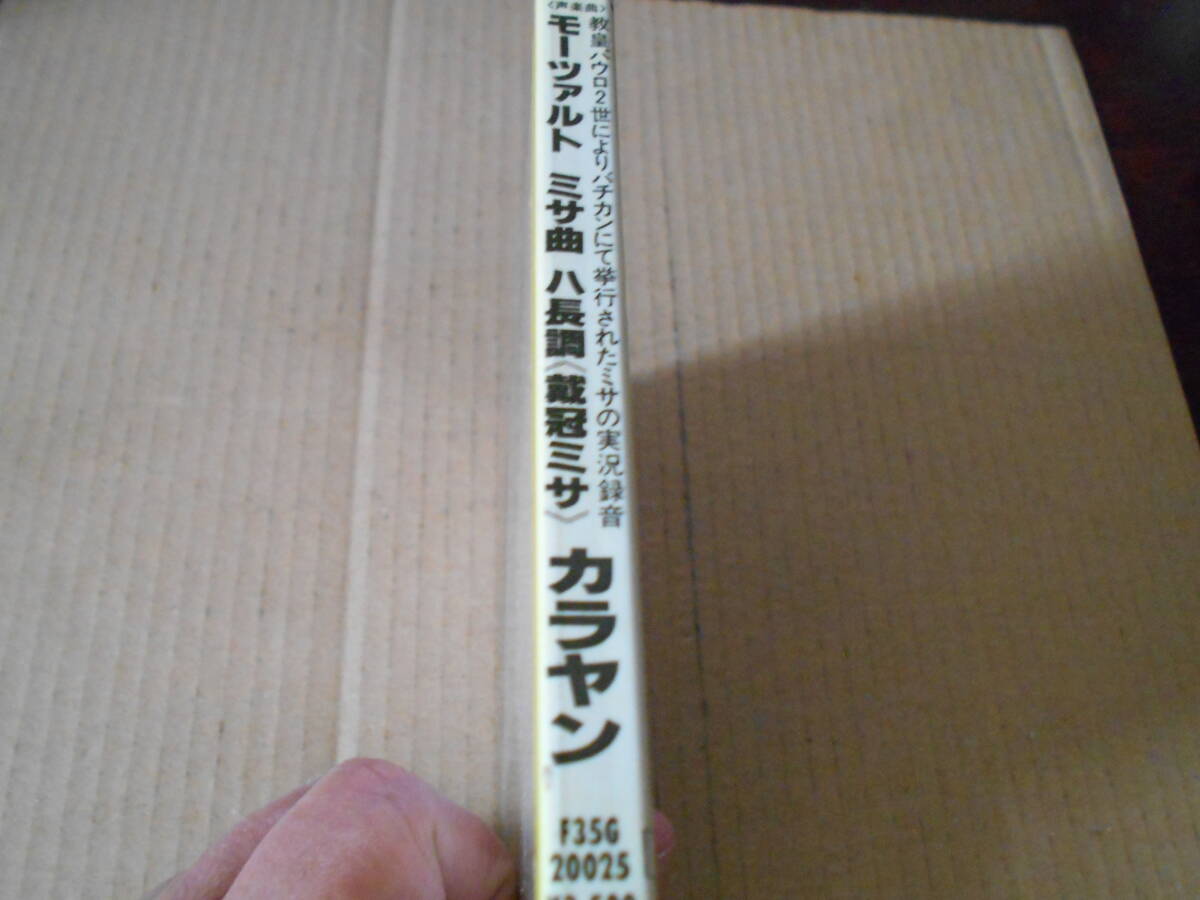 〈声楽曲〉
教皇パウロ2世によりバチカンにて挙行されたミサの実況録音
モーツァルト ミサ曲 ハ長調《戴冠ミサ》 カラヤン
F35G
20025